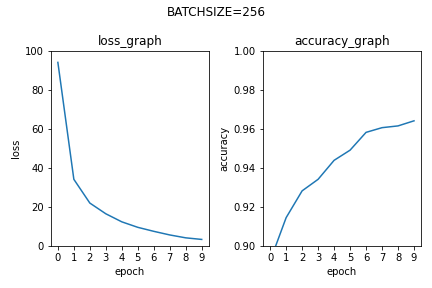 BATCHSIZE=256
loss_graph
100
80
60
40
20
0
loss
0 1 2 3 4 5 6 7 8 9
epoch
accuracy_graph
1.00
0.98
0.96
0.94
0.92
0.90
accuracy
0 1 2 3 4 5 6 7 8 9
epoch